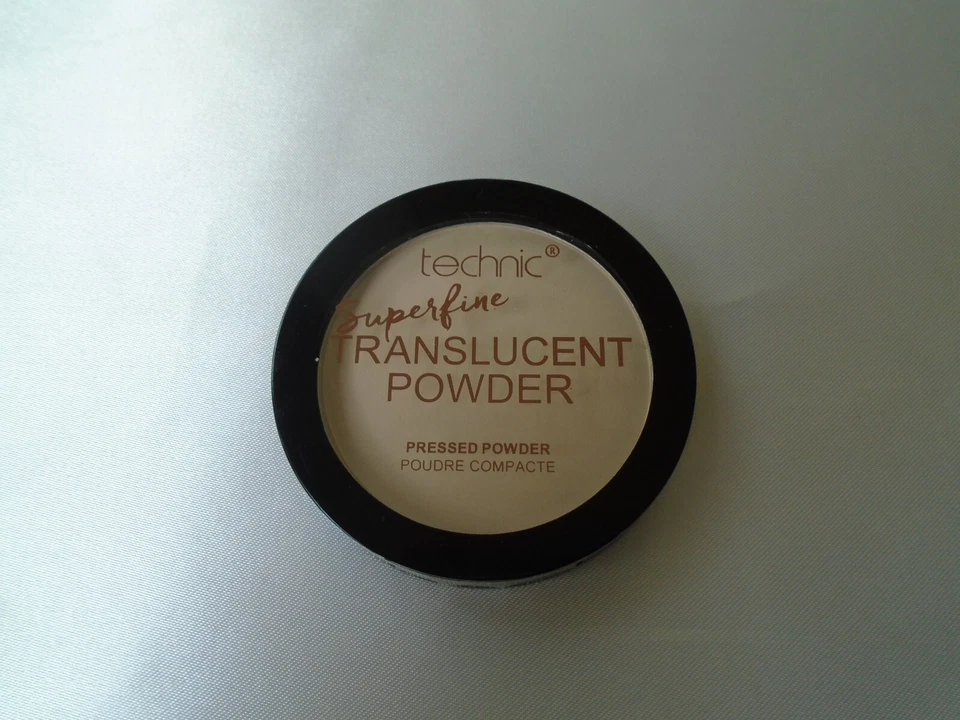 technic®
Superfine
TRANSLUCENT
POWDER
PRESSED POWDER
POUDRE COMPACTE